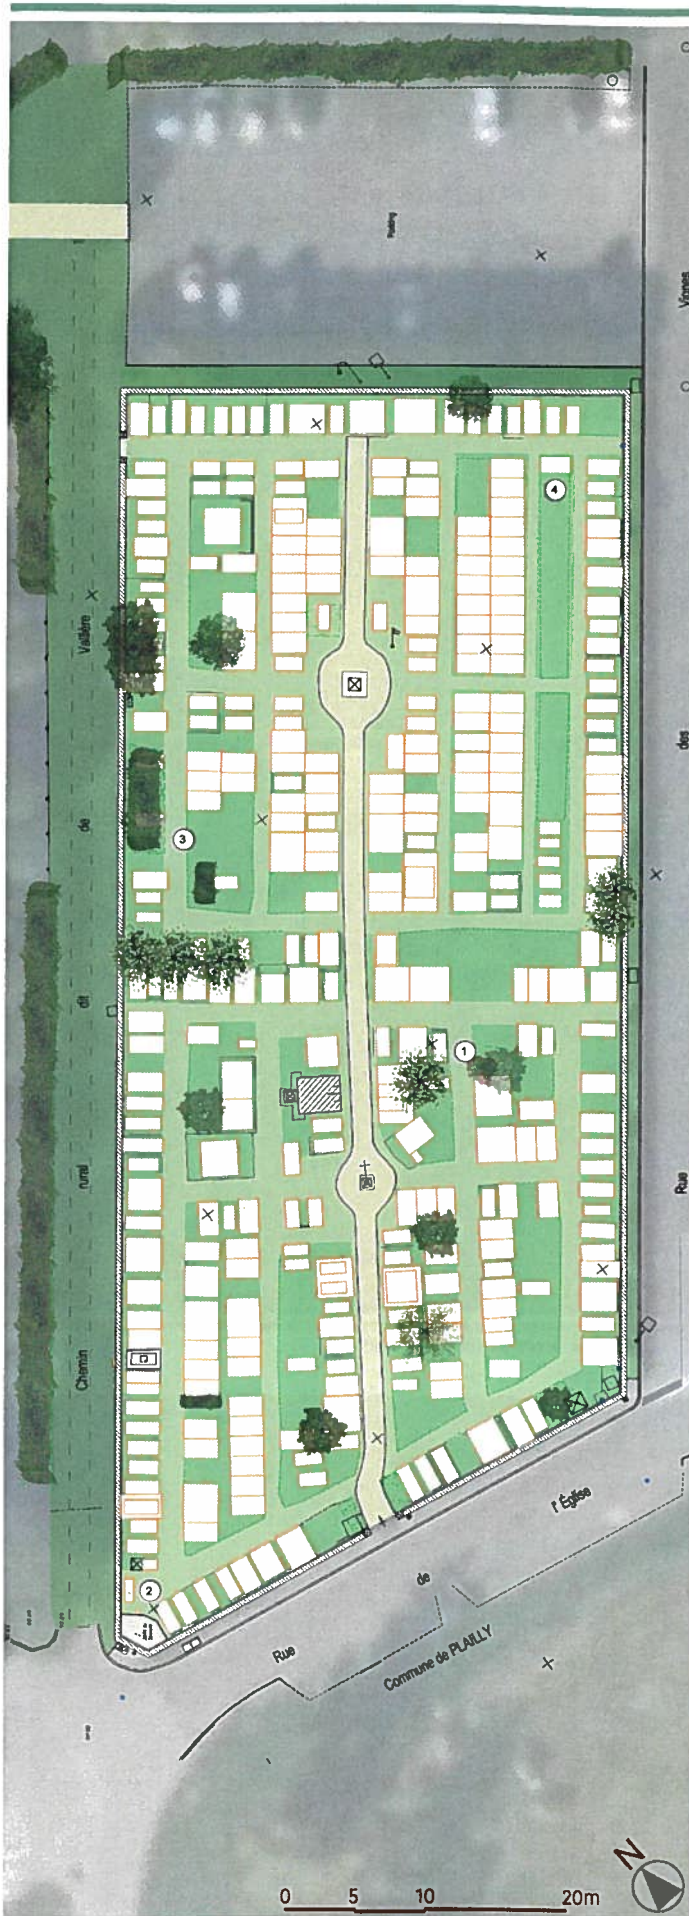 Parking
Vignes
4
Vallière
des
3
de
dit
1
rural
Rue
Chemin
2
l'Église
de
Rue
Commune de PLAILLY
N
0 5 10 20m